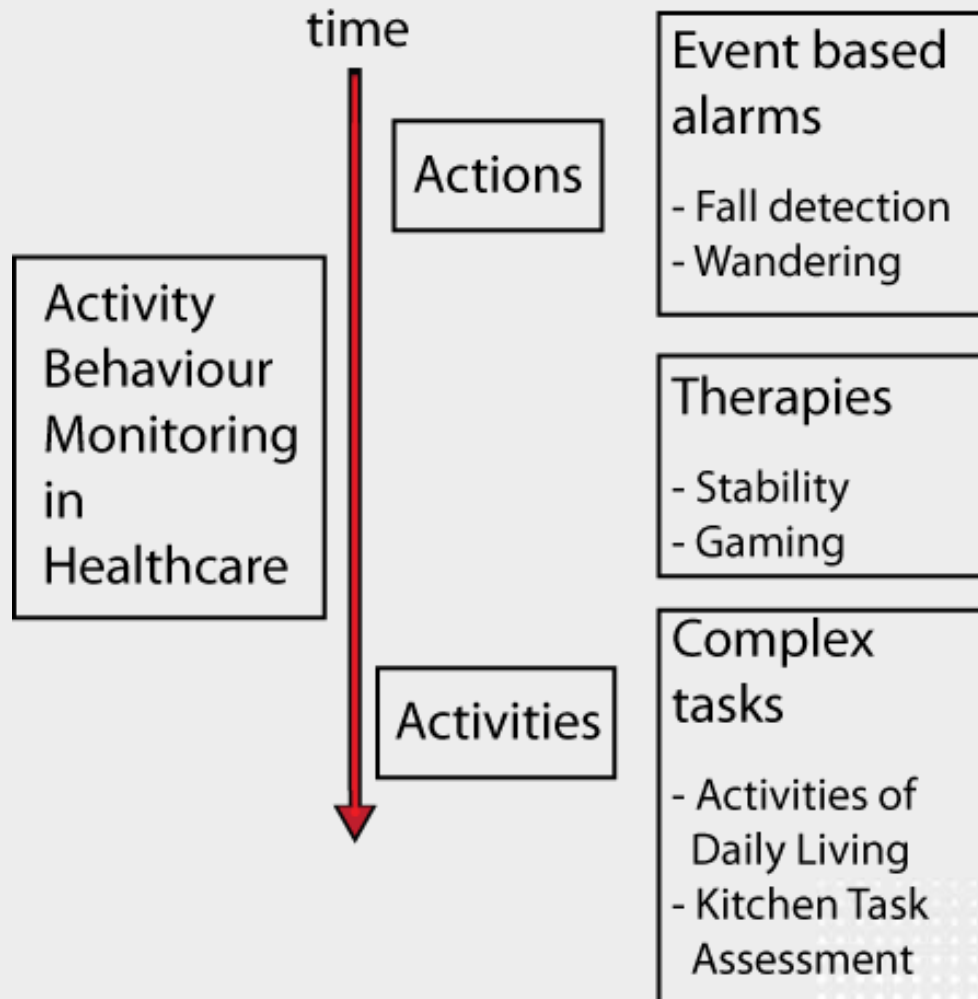 time
Actions
Activity
Behaviour
Monitoring
in
Healthcare
Activities
Event based
alarms
- Fall detection
- Wandering
Therapies
- Stability
- Gaming
Complex
tasks
- Activities of
Daily Living
- Kitchen Task
Assessment